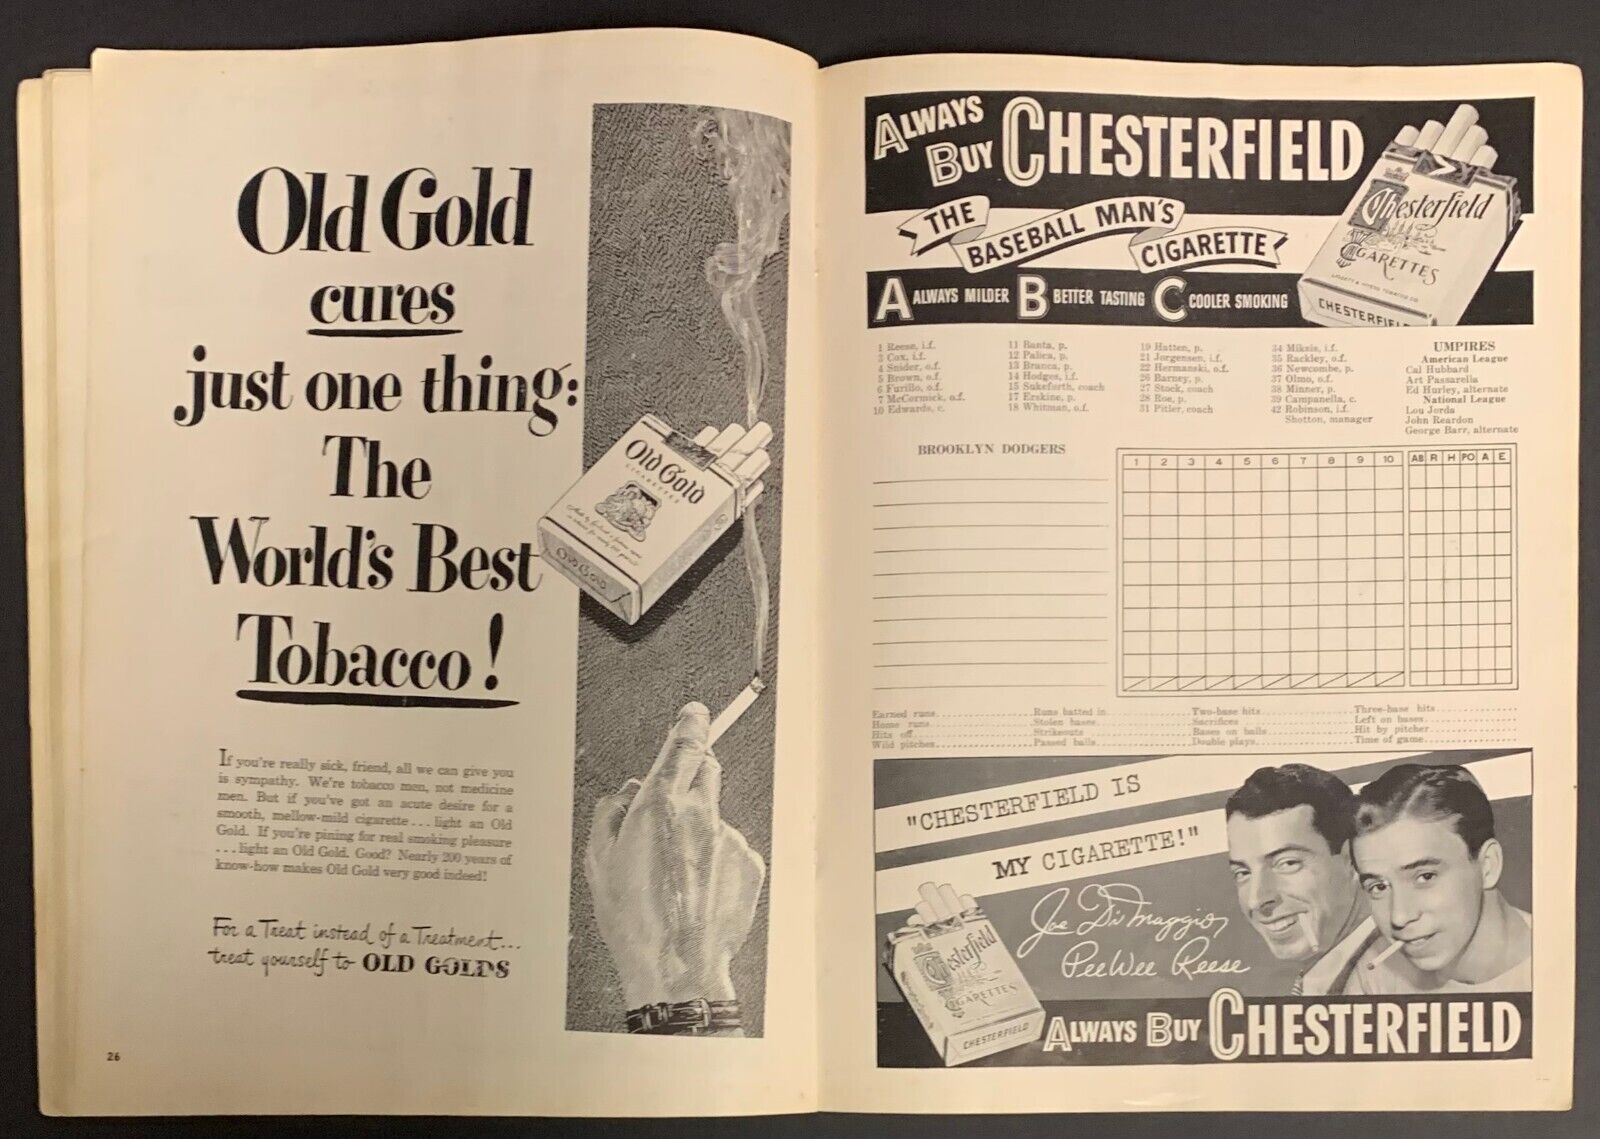 Old Gold
cures
just one thing:
The
World's Best
Tobacco!
If you're really sick, friend, all we can give you
is sympathy. We're tobacco men, not medicine
men. But if you've got an acute desire for a
smooth, mellow-mild cigarette... light an Old
Gold. If you're pining for real smoking pleasure
...light an Old Gold. Good? Nearly 200 years of
know-how makes Old Gold very good indeed!
For a Treat instead of a Treatment...
treat yourself to OLD GOLDS
26
Old Gold
CIGARETTES
OLD GOLD
ALWAYS
BUY CHESTERFIELD
THE
BASEBALL MAN'S
CIGARETTE
A ALWAYS MILDER B BETTER TASTING C COOLER SMOKING
Chesterfield
CIGARETTES
LIGGETT & MYERS TOBACCO CO.
CHESTERFIEL
1 Reese, i.f.
3 Cox, i.f.
4 Snider, o.f.
5 Brown, o.f.
6 Furillo, o.f.
7 McCormick, o.f.
10 Edwards, c.
11 Banta, p.
12 Palica, p.
13 Branca, p.
14 Hodges, i.f.
15 Sukeforth, coach
17 Erskine, p.
18 Whitman, o.f.
19 Hatten, p.
21 Jorgensen, i.f.
22 Hermanski, o.f.
26 Barney, p.
27 Stock, coach
28 Roe, p.
31 Pitler, coach
34 Miksis, i.f.
35 Rackley, o.f.
36 Newcombe, p.
37 Olmo, o.f.
38 Minner, p.
39 Campanella, c.
42 Robinson, i.f.
Shotton, manager
UMPIRES
American League
Cal Hubbard
Art Passarella
Ed Hurley, alternate
National League
Lou Jorda
John Reardon
George Barr, alternate
BROOKLYN DODGERS
1 2 3 4 5 6 7 8 9 10 AB R H PO A E
Earned runs........ Runs batted in........ Two-base hits........ Three-base hits........
Home runs........ Stolen bases........ Sacrifices........ Left on bases........
Hits off........ Strikeouts........ Bases on balls........ Hit by pitcher........
Wild pitches........ Passed balls........ Double plays........ Time of game........
"CHESTERFIELD IS
MY CIGARETTE!"
Joe Di Maggio
PeeWee Reese
Chesterfield
CIGARETTES
CHESTERFIELD
ALWAYS BUY CHESTERFIELD